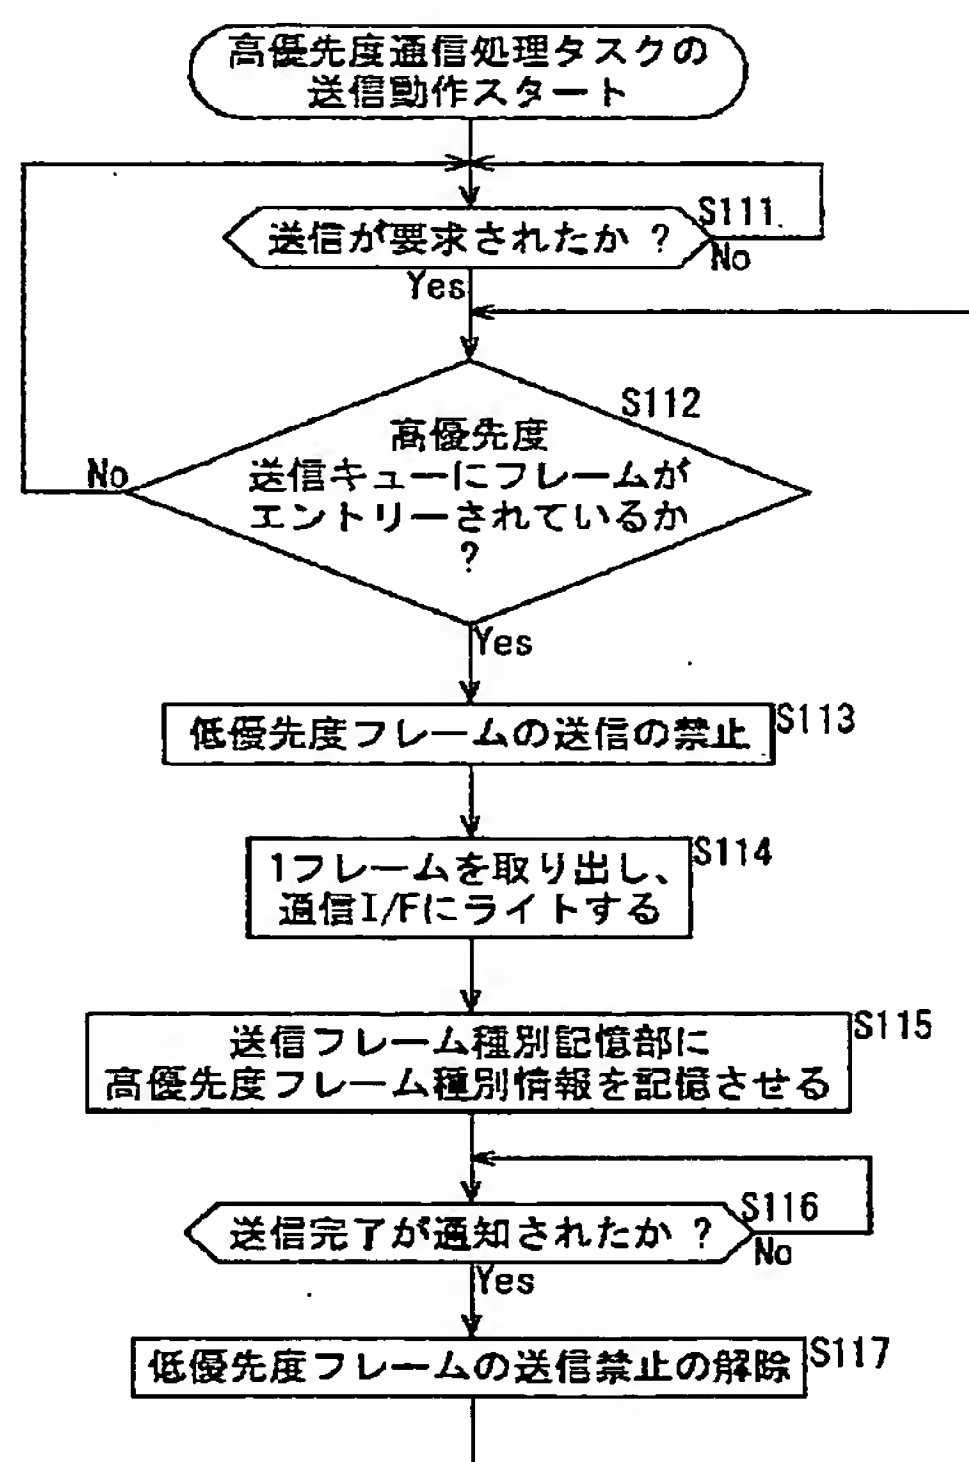 高優先度通信処理タスクの
送信動作スタート
送信が要求されたか ?
S111
No
Yes
S112
高優先度
送信キューにフレームが
エントリーされているか
?
No
Yes
低優先度フレームの送信の禁止
S113
1フレームを取り出し、
通信I/Fにライトする
S114
送信フレーム種別記憶部に
高優先度フレーム種別情報を記憶させる
S115
送信完了が通知されたか ?
S116
No
Yes
低優先度フレームの送信禁止の解除
S117